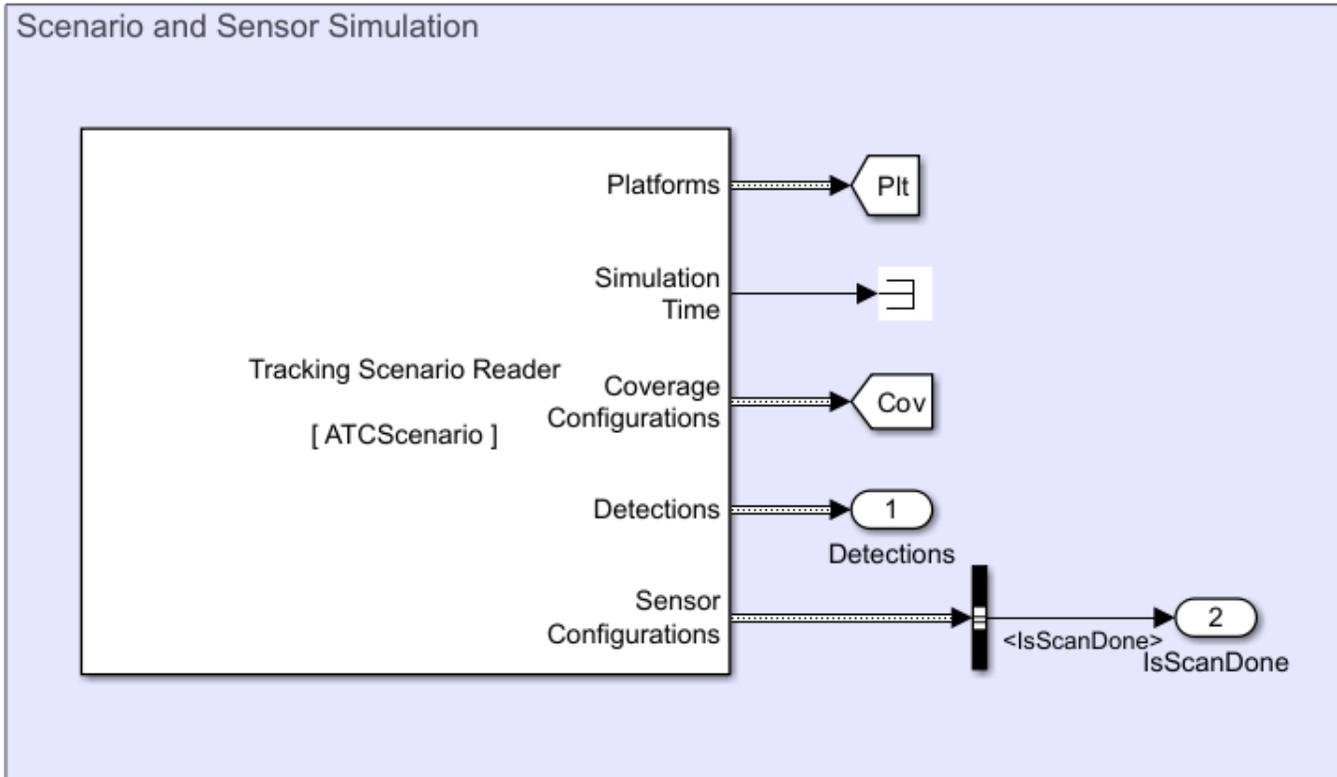 Scenario and Sensor Simulation
Platforms
Plt
Simulation
Time
Tracking Scenario Reader
[ ATCScenario ]
Coverage
Configurations
Cov
Detections
1
Detections
Sensor
Configurations
<IsScanDone>
2
IsScanDone